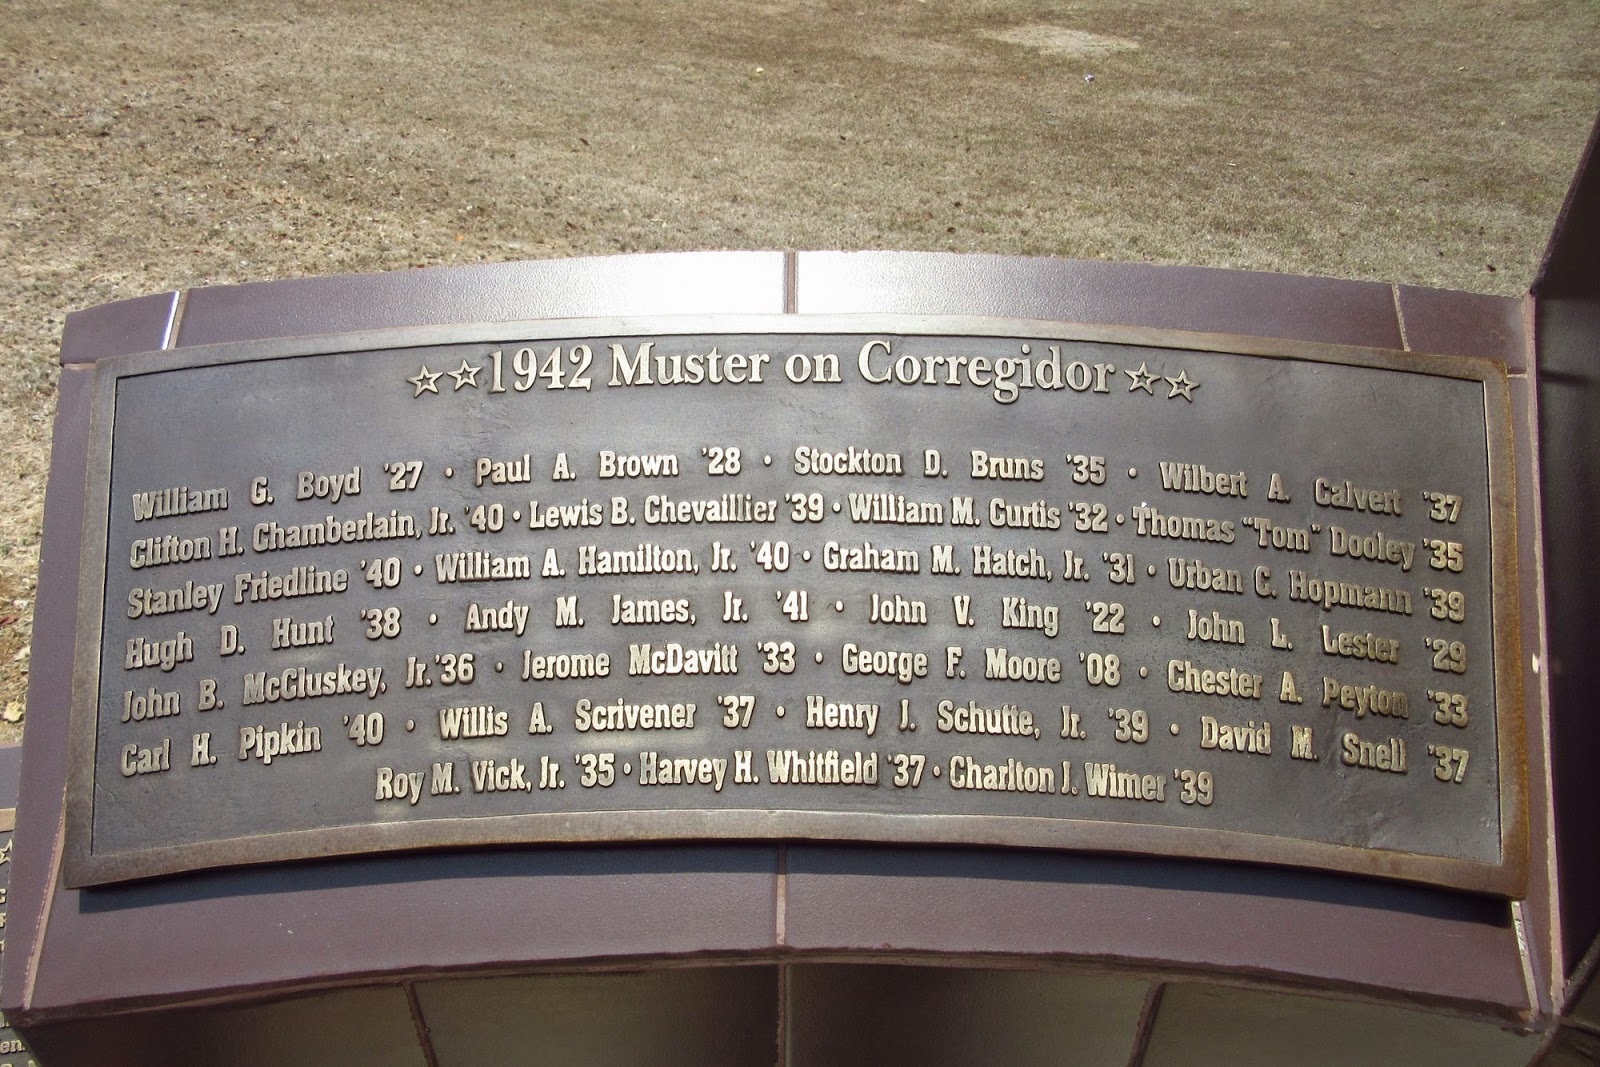 ☆☆1942 Muster on Corregidor☆☆
William G. Boyd '27 · Paul A. Brown '28 · Stockton D. Bruns '35 · Wilbert A. Calvert '37
Clifton H. Chamberlain, Jr. '40 · Lewis B. Chevaillier '39 · William M. Curtis '32 · Thomas "Tom" Dooley '35
Stanley Friedline '40 · William A. Hamilton, Jr. '40 · Graham M. Hatch, Jr. '31 · Urban C. Hopmann '39
Hugh D. Hunt '38 · Andy M. James, Jr. '41 · John V. King '22 · John L. Lester '29
John B. McCluskey, Jr. '36 · Jerome McDavitt '33 · George F. Moore '08 · Chester A. Peyton '33
Carl H. Pipkin '40 · Willis A. Scrivener '37 · Henry J. Schutte, Jr. '39 · David M. Snell '37
Roy M. Vick, Jr. '35 · Harvey H. Whitfield '37 · Charlton J. Wimer '39